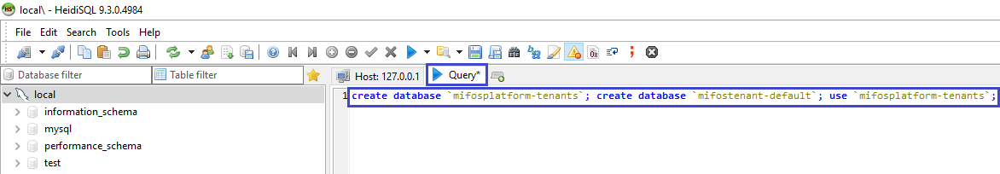 local\ - HeidiSQL 9.3.0.4984
File Edit Search Tools Help
Database filter Table filter Host: 127.0.0.1 Query*
local
information_schema
mysql
performance_schema
test
1 create database `mifosplatform-tenants`; create database `mifostenant-default`; use `mifosplatform-tenants`;